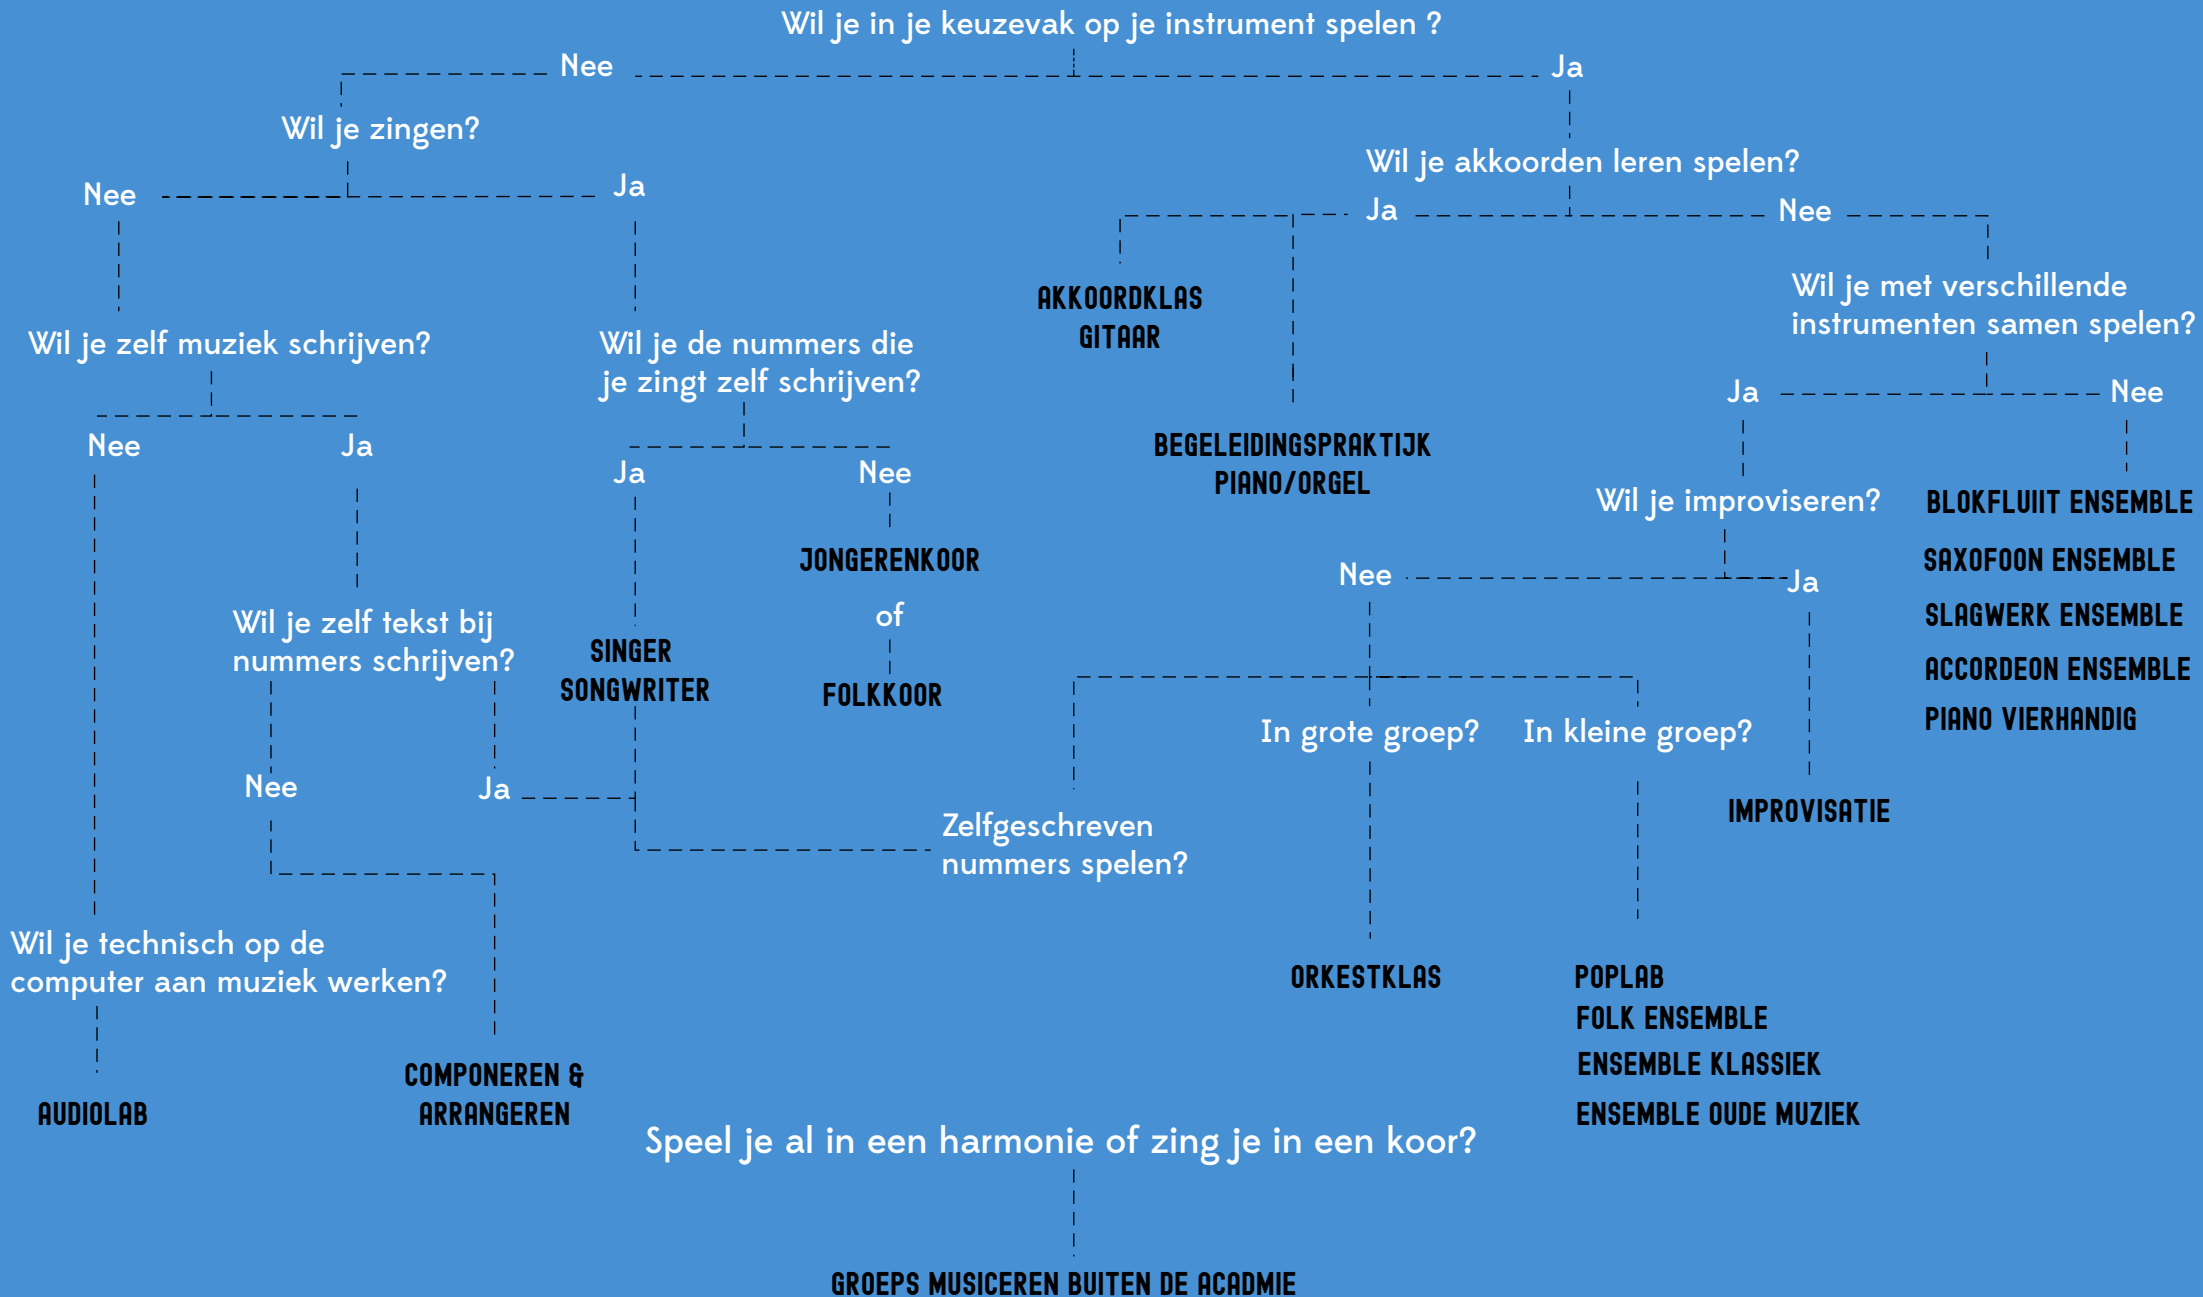 Wil je in je keuzevak op je instrument spelen ?
Nee
Ja
Wil je zingen?
Wil je akkoorden leren spelen?
Nee
Ja
Ja
Nee
Wil je met verschillende
instrumenten samen spelen?
AKKOORDKLAS
GITAAR
Wil je zelf muziek schrijven?
Wil je de nummers die
je zingt zelf schrijven?
Ja
Nee
Nee
Ja
BEGELEIDINGSPRAKTIJK
PIANO/ORGEL
Ja
Nee
Wil je improviseren?
BLOKFLUIIT ENSEMBLE
SAXOFOON ENSEMBLE
SLAGWERK ENSEMBLE
ACCORDEON ENSEMBLE
PIANO VIERHANDIG
JONGERENKOOR
of
FOLKKOOR
Nee
Ja
Wil je zelf tekst bij
nummers schrijven?
SINGER
SONGWRITER
In grote groep?
In kleine groep?
Nee
Ja
IMPROVISATIE
Zelfgeschreven
nummers spelen?
Wil je technisch op de
computer aan muziek werken?
ORKESTKLAS
POPLAB
FOLK ENSEMBLE
ENSEMBLE KLASSIEK
ENSEMBLE OUDE MUZIEK
AUDIOLAB
COMPONEREN &
ARRANGEREN
Speel je al in een harmonie of zing je in een koor?
GROEPS MUSICEREN BUITEN DE ACADMIE